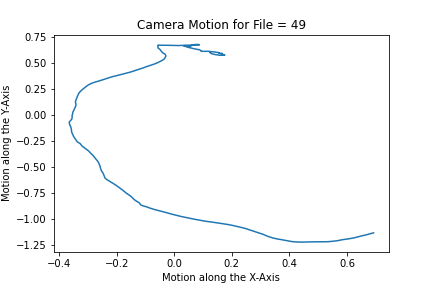 Camera Motion for File = 49
Motion along the Y-Axis
0.75
0.50
0.25
0.00
−0.25
−0.50
−0.75
−1.00
−1.25
−0.4 −0.2 0.0 0.2 0.4 0.6
Motion along the X-Axis